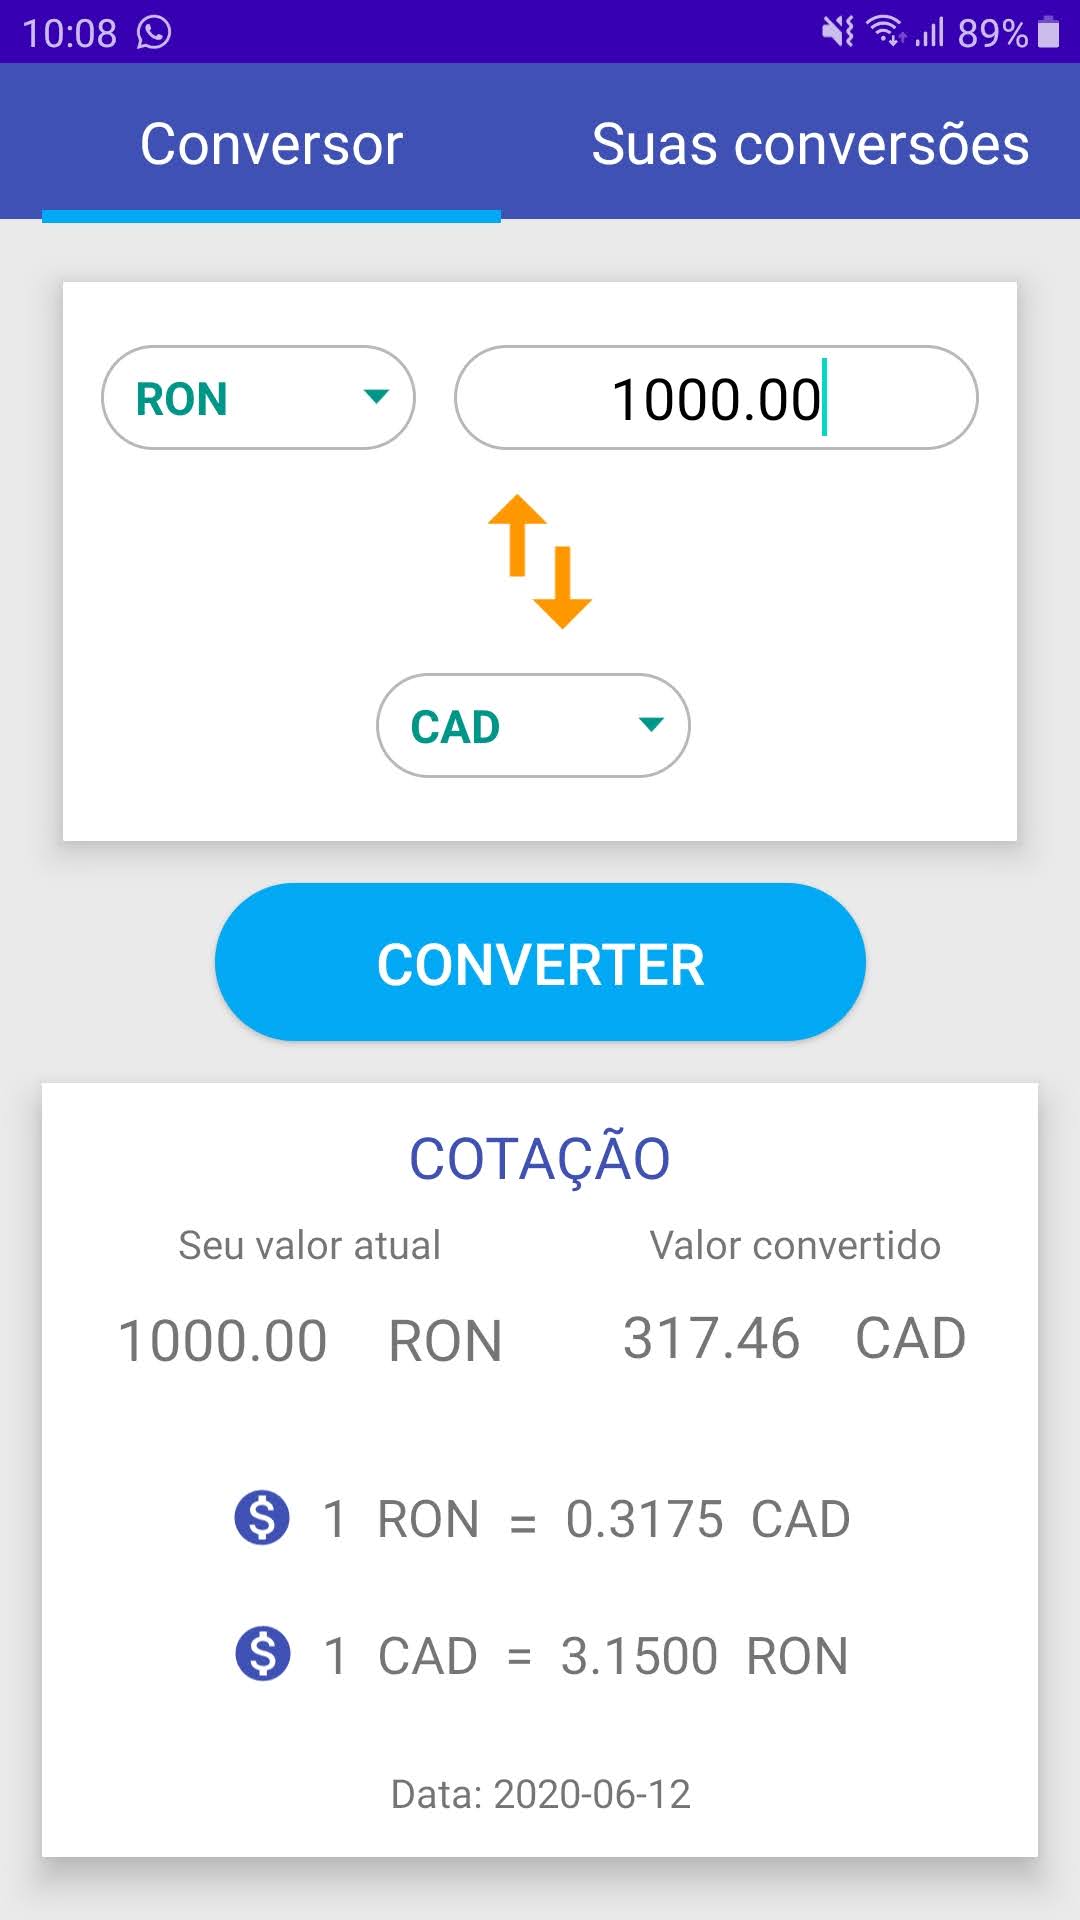 10:08 89%
Conversor Suas conversões
RON 1000.00
CAD
CONVERTER
COTAÇÃO
Seu valor atual Valor convertido
1000.00 RON 317.46 CAD
$ 1 RON = 0.3175 CAD
$ 1 CAD = 3.1500 RON
Data: 2020-06-12